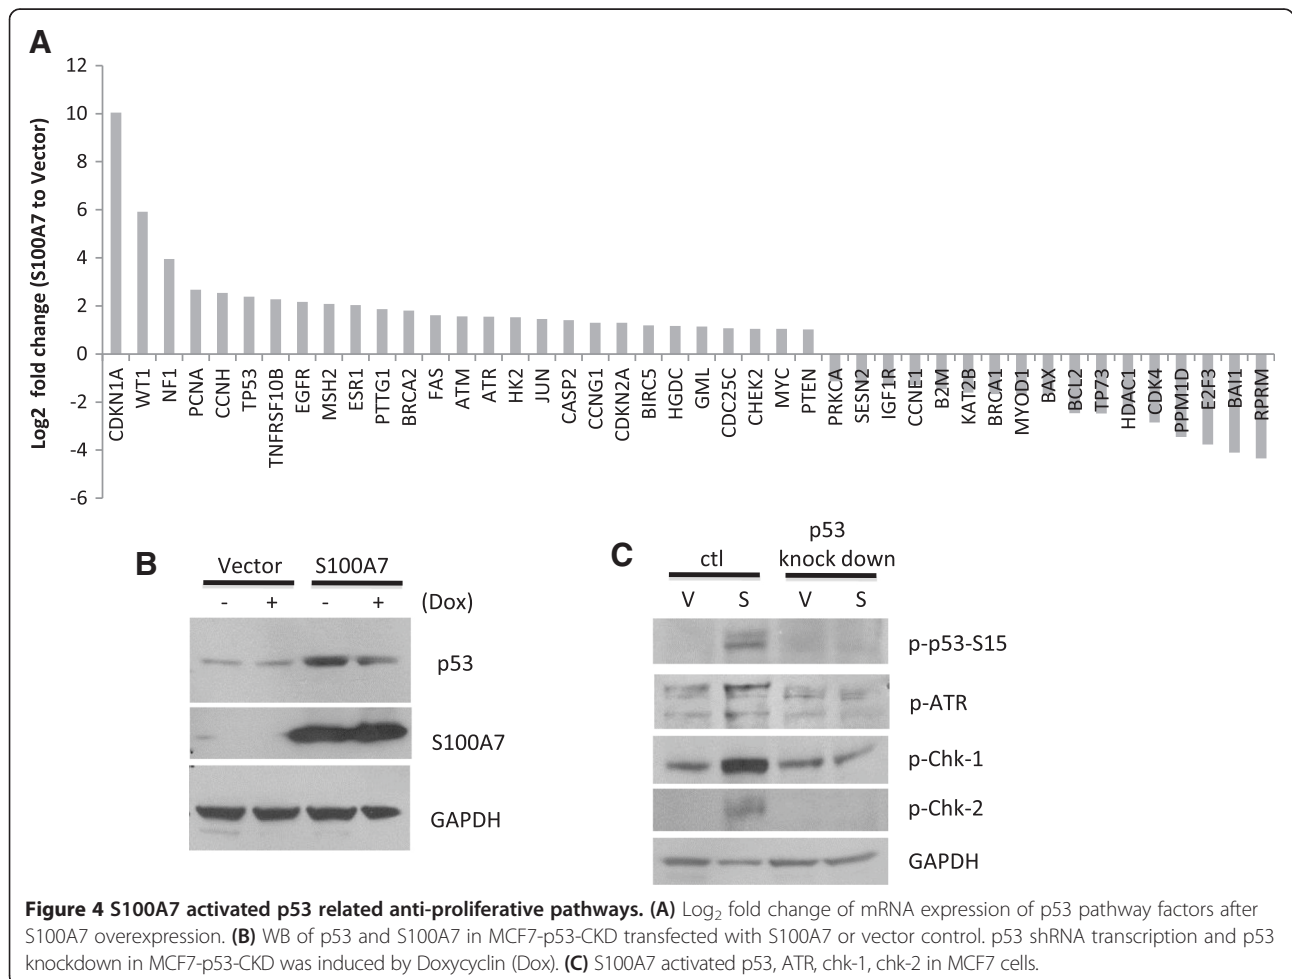 A
Log2 fold change (S100A7 to Vector)
12
10
8
6
4
2
0
-2
-4
-6
CDKN1A
WT1
NF1
PCNA
CCNH
TP53
TNFRSF10B
EGFR
MSH2
ESR1
PTTG1
BRCA2
FAS
ATM
ATR
HK2
JUN
CASP2
CCNG1
CDKN2A
BIRC5
HGDC
GML
CDC25C
CHEK2
MYC
PTEN
PRKCA
SESN2
IGF1R
CCNE1
B2M
KAT2B
BRCA1
MYOD1
BAX
BCL2
TP73
HDAC1
CDK4
PPM1D
E2F3
BAI1
RPRM
B
Vector S100A7
- + - + (Dox)
p53
S100A7
GAPDH
C
ctl
p53
knock down
V S V S
p-p53-S15
p-ATR
p-Chk-1
p-Chk-2
GAPDH
Figure 4 S100A7 activated p53 related anti-proliferative pathways. (A) Log2 fold change of mRNA expression of p53 pathway factors after
S100A7 overexpression. (B) WB of p53 and S100A7 in MCF7-p53-CKD transfected with S100A7 or vector control. p53 shRNA transcription and p53
knockdown in MCF7-p53-CKD was induced by Doxycyclin (Dox). (C) S100A7 activated p53, ATR, chk-1, chk-2 in MCF7 cells.